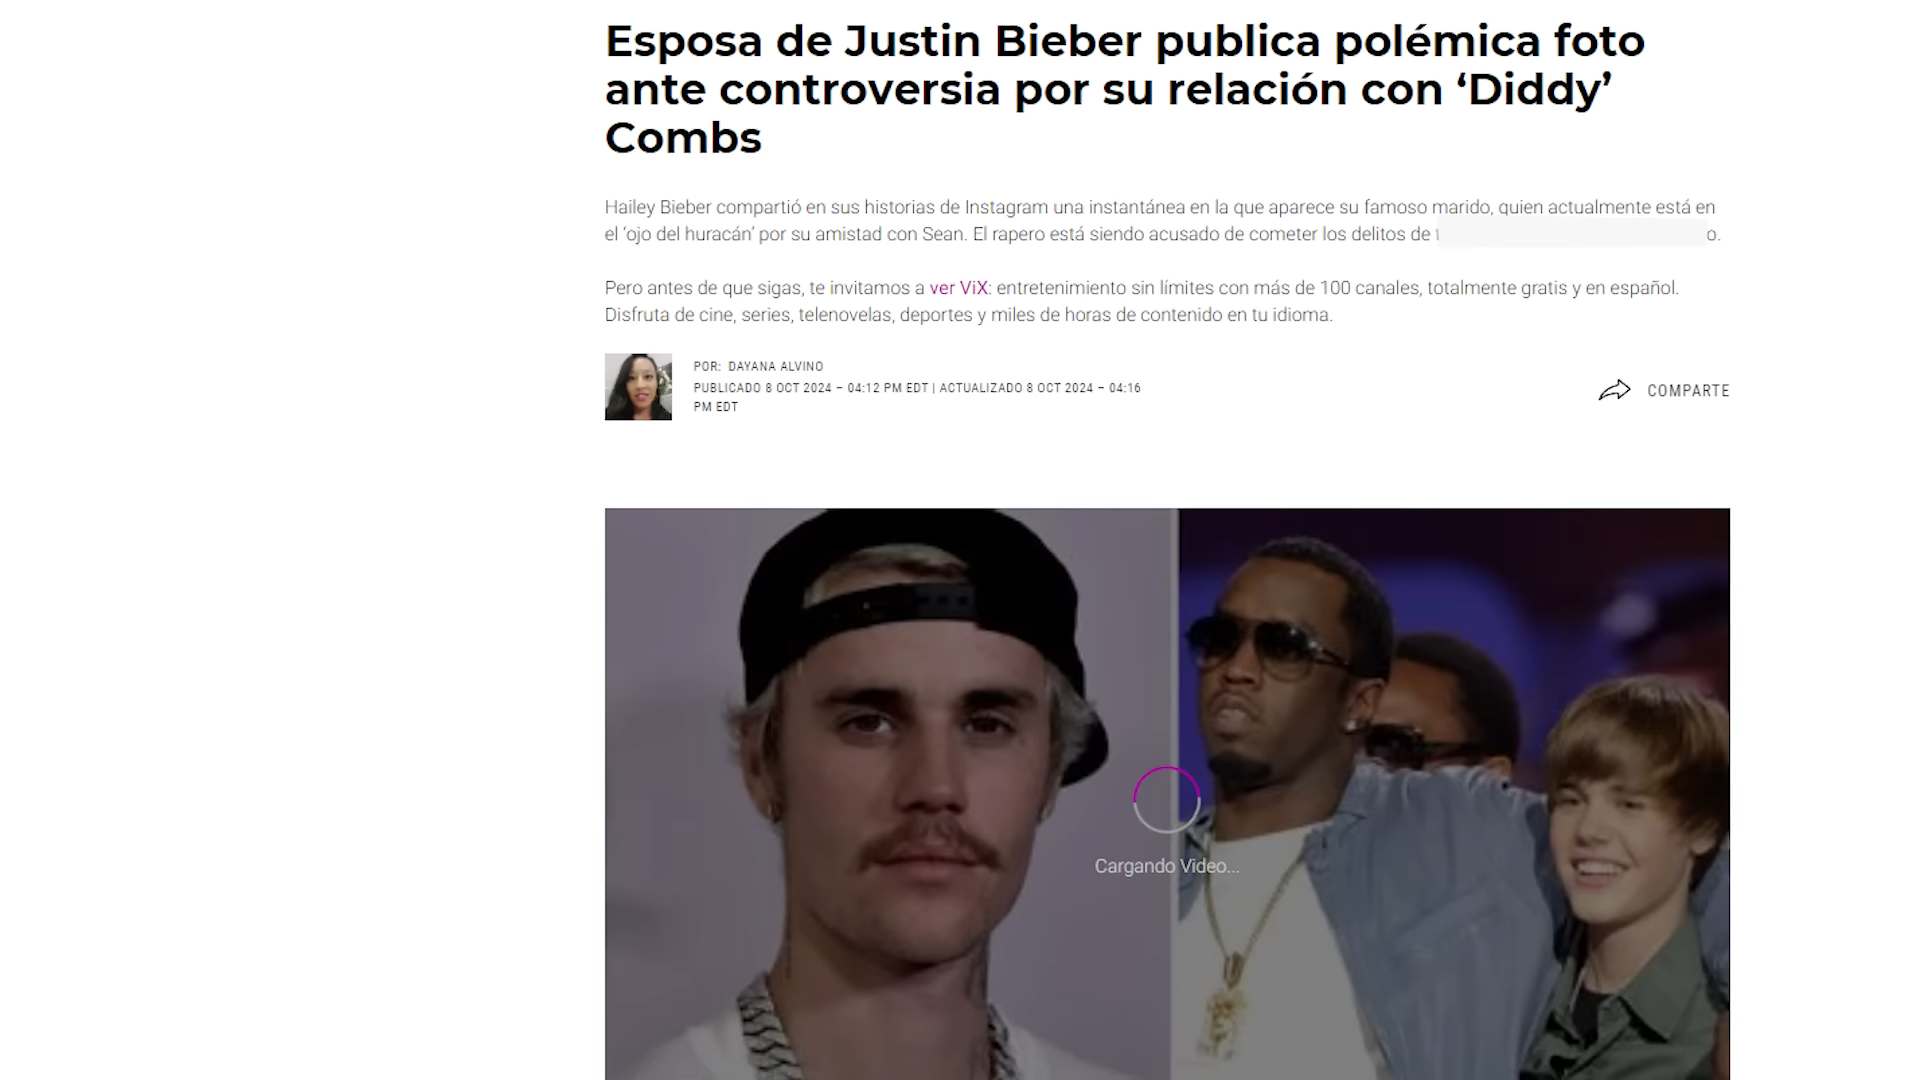 Esposa de Justin Bieber publica polémica foto
ante controversia por su relación con ‘Diddy’
Combs
Hailey Bieber compartió en sus historias de Instagram una instantánea en la que aparece su famoso marido, quien actualmente está en
el ‘ojo del huracán’ por su amistad con Sean. El rapero está siendo acusado de cometer los delitos de
Pero antes de que sigas, te invitamos a ver ViX: entretenimiento sin límites con más de 100 canales, totalmente gratis y en español.
Disfruta de cine, series, telenovelas, deportes y miles de horas de contenido en tu idioma.
POR: DAYANA ALVINO
PUBLICADO 8 OCT 2024 – 04:12 PM EDT | ACTUALIZADO 8 OCT 2024 – 04:16
PM EDT
COMPARTE
Cargando Video...